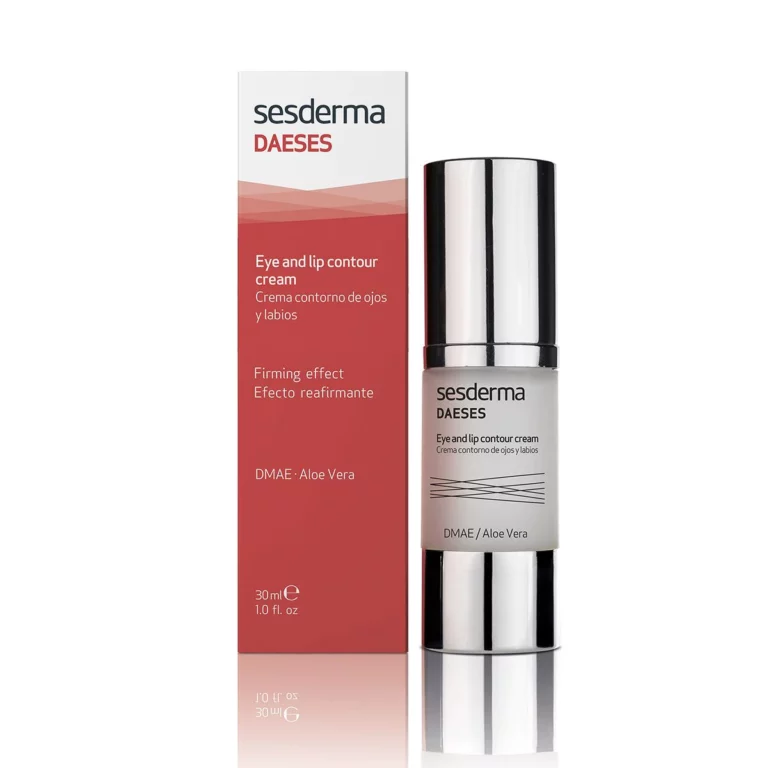 sesderma
DAESES
Eye and lip contour
cream
Crema contorno de ojos
y labios
Firming effect
Efecto reafirmante
DMAE · Aloe Vera
30 ml ℮
1.0 fl. oz
sesderma
DAESES
Eye and lip contour cream
Crema contorno de ojos y labios
DMAE / Aloe Vera